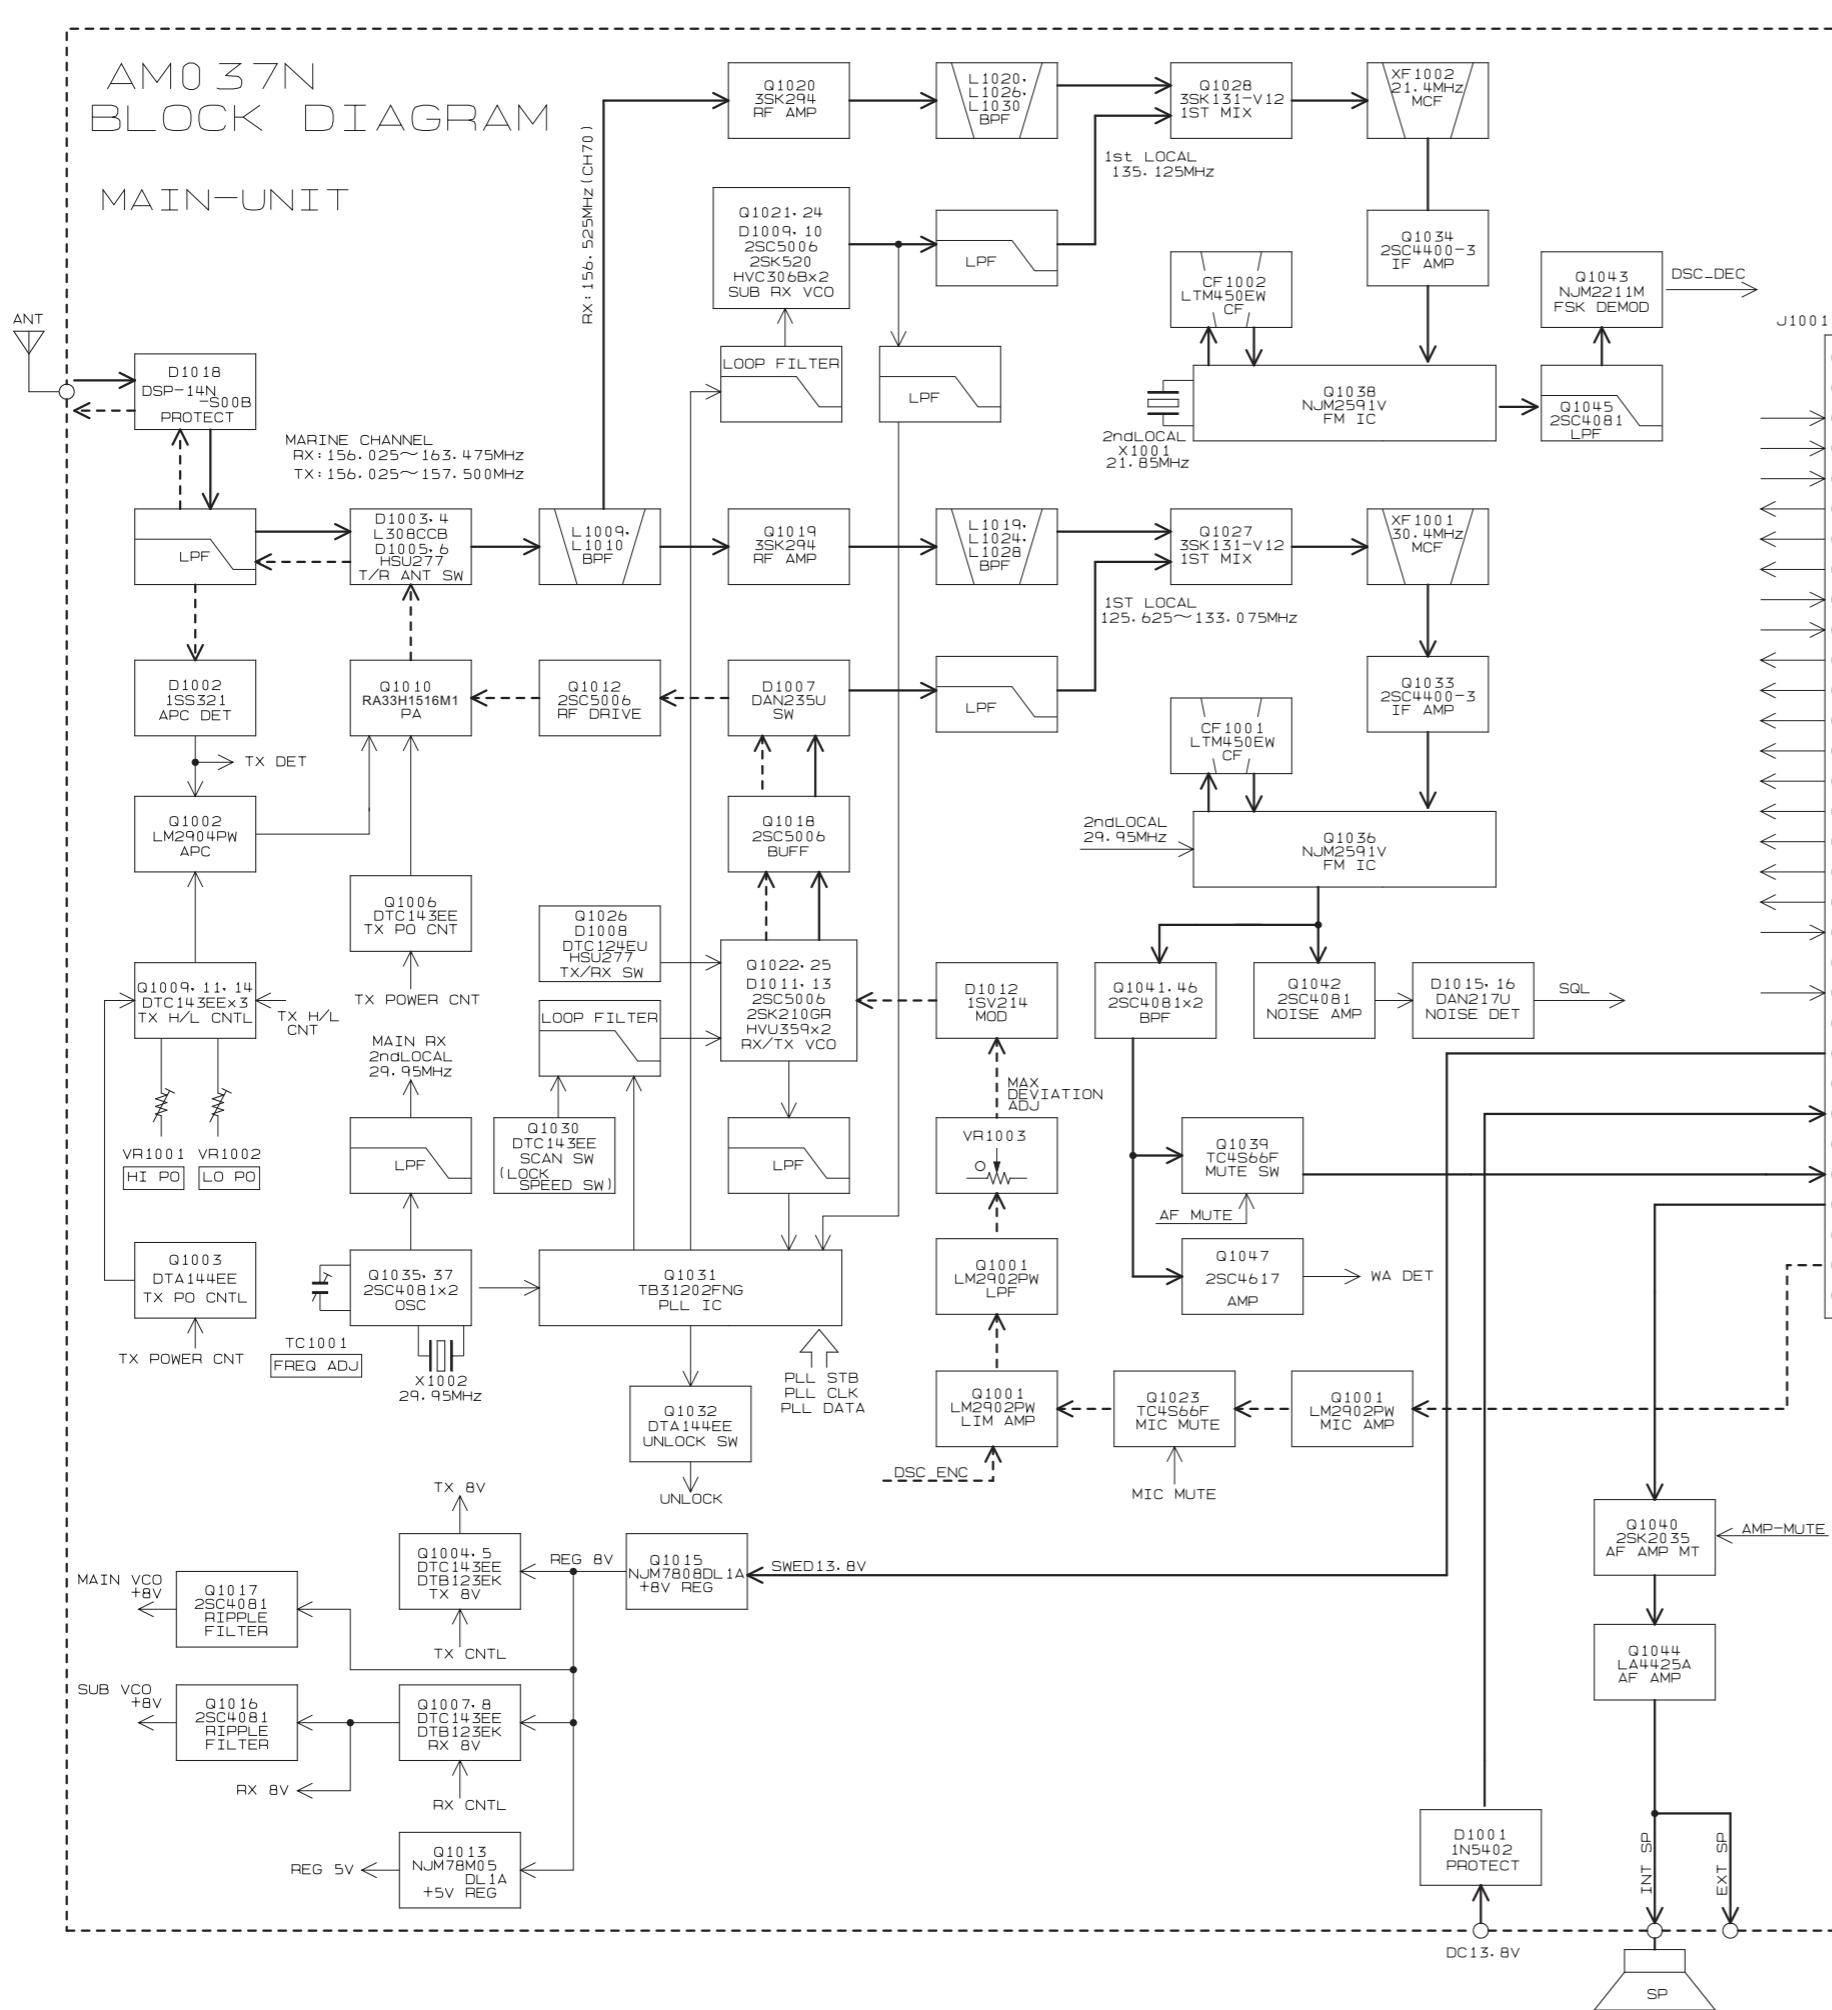 AM037N
BLOCK DIAGRAM
MAIN-UNIT
ANT
D1018
DSP-14N
-S00B
PROTECT
MARINE CHANNEL
RX:156.025~163.475MHz
TX:156.025~157.500MHz
RX:156.525MHz(CH70)
Q1020
3SK294
RF AMP
L1020,
L1026,
L1030
BPF
Q1028
3SK131-V12
1ST MIX
XF1002
21.4MHz
MCF
1st LOCAL
135.125MHz
Q1021,24
D1009,10
2SC5006
2SK520
HVC306Bx2
SUB RX VCO
LPF
Q1034
2SC4400-3
IF AMP
CF1002
LTM450EW
CF
Q1043
NJM2211M
FSK DEMOD
DSC_DEC
J1001
LOOP FILTER
LPF
Q1038
NJM2591V
FM IC
2ndLOCAL
X1001
21.85MHz
Q1045
2SC4081
LPF
LPF
D1003,4
L308CCB
D1005,6
HSU277
T/R ANT SW
L1009,
L1010
BPF
Q1019
3SK294
RF AMP
L1019,
L1024,
L1028
BPF
Q1027
3SK131-V12
1ST MIX
XF1001
30.4MHz
MCF
1ST LOCAL
125.625~133.075MHz
D1002
1SS321
APC DET
Q1010
RA33H1516M1
PA
Q1012
2SC5006
RF DRIVE
D1007
DAN235U
SW
LPF
Q1033
2SC4400-3
IF AMP
CF1001
LTM450EW
CF
TX DET
Q1002
LM2904PW
APC
Q1018
2SC5006
BUFF
2ndLOCAL
29.95MHz
Q1036
NJM2591V
FM IC
Q1006
DTC143EE
TX PO CNT
TX POWER CNT
Q1026
D1008
DTC124EU
HSU277
TX/RX SW
Q1022,25
D1011,13
2SC5006
2SK210GR
HVU359x2
RX/TX VCO
D1012
1SV214
MOD
Q1041,46
2SC4081x2
BPF
Q1042
2SC4081
NOISE AMP
D1015,16
DAN217U
NOISE DET
SQL
Q1009,11,14
DTC143EEx3
TX H/L CNTL
TX H/L
CNT
LOOP FILTER
MAIN RX
2ndLOCAL
29.95MHz
MAX
DEVIATION
ADJ
VR1001
HI PO
VR1002
LO PO
LPF
Q1030
DTC143EE
SCAN SW
(LOCK
SPEED SW)
LPF
VR1003
Q1039
TC4S66F
MUTE SW
AF MUTE
Q1003
DTA144EE
TX PO CNTL
TX POWER CNT
Q1035,37
2SC4081x2
OSC
TC1001
FREQ ADJ
X1002
29.95MHz
Q1031
TB31202FNG
PLL IC
PLL STB
PLL CLK
PLL DATA
Q1001
LM2902PW
LPF
Q1047
2SC4617
AMP
WA DET
Q1032
DTA144EE
UNLOCK SW
UNLOCK
Q1001
LM2902PW
LIM AMP
DSC ENC
Q1023
TC4S66F
MIC MUTE
MIC MUTE
Q1001
LM2902PW
MIC AMP
TX 8V
Q1004,5
DTC143EE
DTB123EK
TX 8V
TX CNTL
REG 8V
Q1015
NJM7808DL1A
+8V REG
SWED13.8V
Q1040
2SK2035
AF AMP MT
AMP-MUTE
MAIN VCO
+8V
Q1017
2SC4081
RIPPLE
FILTER
SUB VCO
+8V
Q1016
2SC4081
RIPPLE
FILTER
RX 8V
Q1007,8
DTC143EE
DTB123EK
RX 8V
RX CNTL
Q1044
LA4425A
AF AMP
REG 5V
Q1013
NJM78M05
DL1A
+5V REG
D1001
1N5402
PROTECT
INT SP
EXT SP
DC13.8V
SP